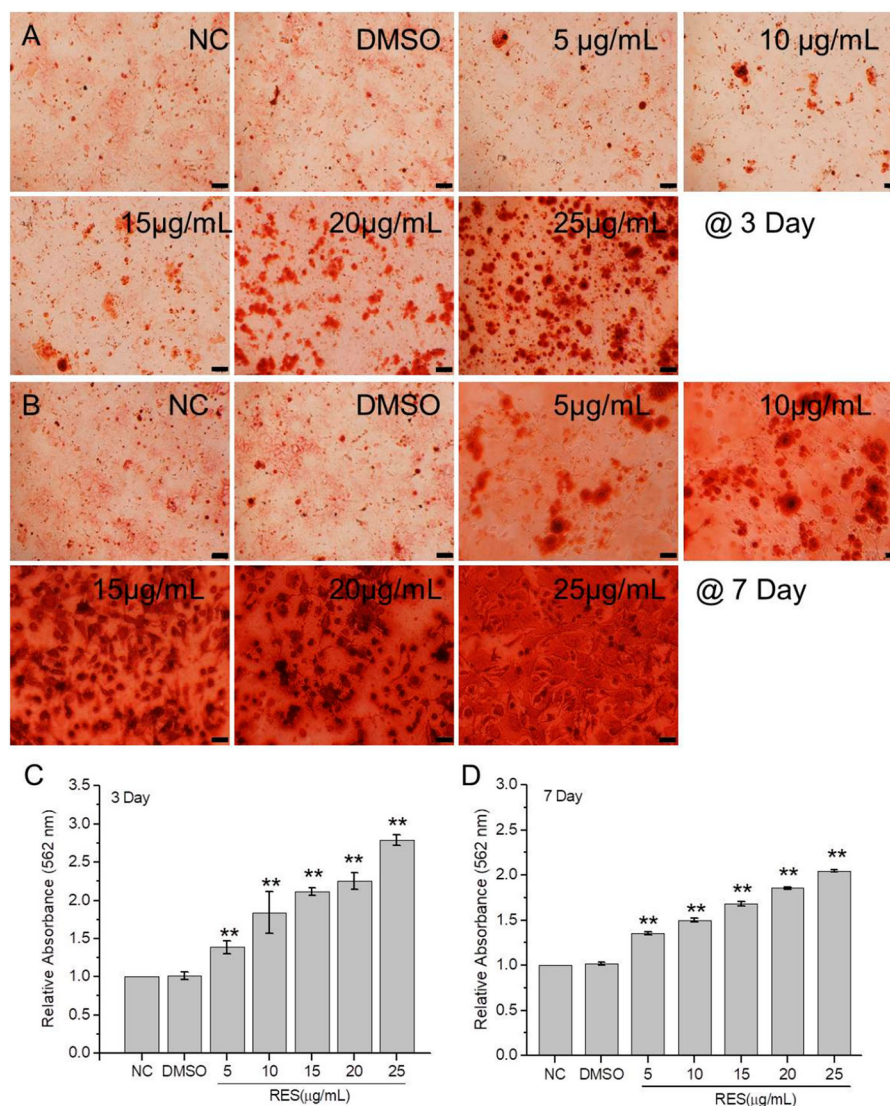 A
NC
DMSO
5 µg/mL
10 µg/mL
15µg/mL
20µg/mL
25µg/mL
@ 3 Day
B
NC
DMSO
5µg/mL
10µg/mL
15µg/mL
20µg/mL
25µg/mL
@ 7 Day
C
3 Day
Relative Absorbance (562 nm)
3.5
3.0
2.5
2.0
1.5
1.0
0.5
0.0
** ** ** ** **
NC DMSO 5 10 15 20 25
RES(µg/mL)
D
7 Day
Relative Absorbance (562 nm)
3.0
2.5
2.0
1.5
1.0
0.5
0.0
** ** ** ** **
NC DMSO 5 10 15 20 25
RES(µg/mL)